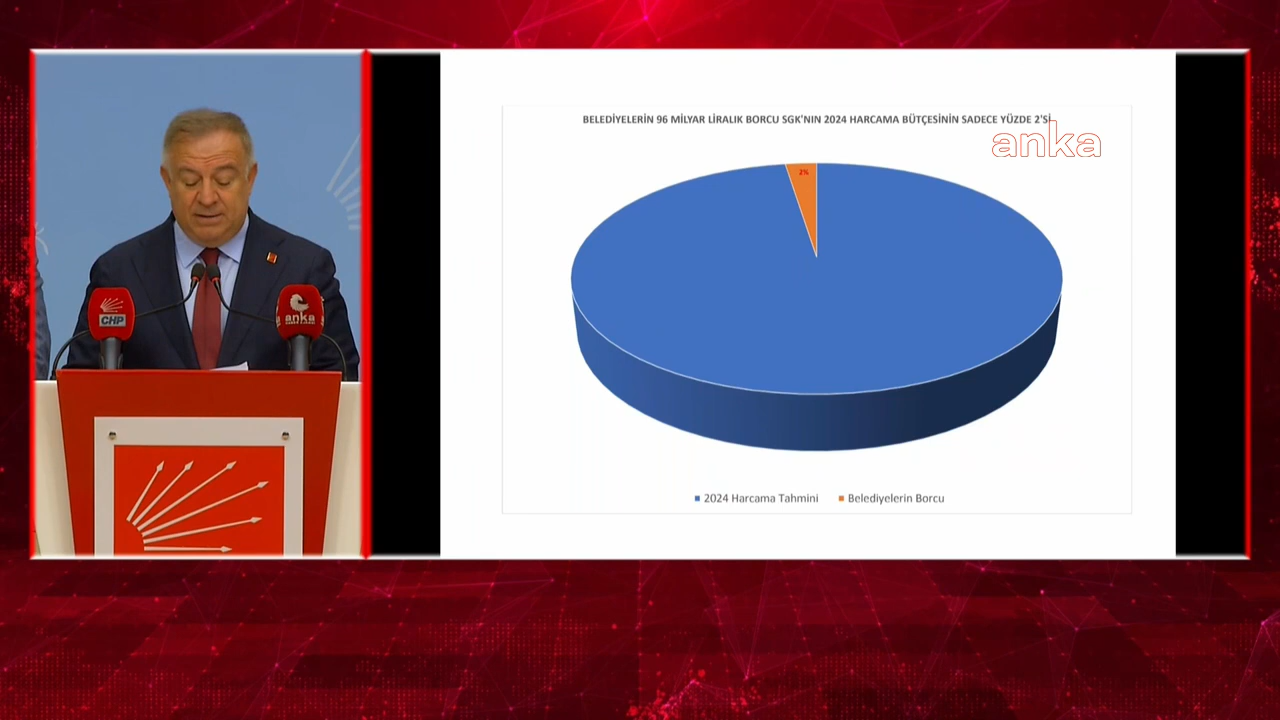 BELEDİYELERİN 96 MİLYAR LİRALIK BORCU SGK'NIN 2024 HARCAMA BÜTÇESİNİN SADECE YÜZDE 2'Sİ
anka
2%
CHP
anka
2024 Harcama Tahmini
Belediyelerin Borcu